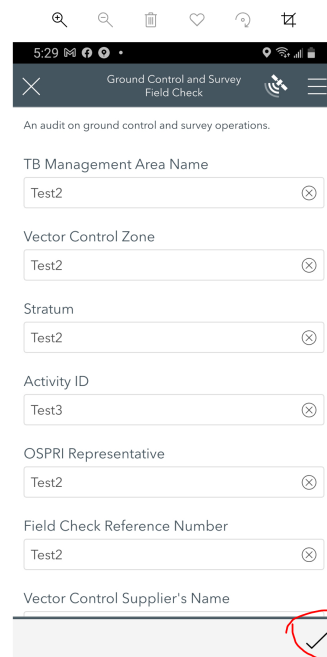 5:29
Ground Control and Survey
Field Check
An audit on ground control and survey operations.
TB Management Area Name
Test2
Vector Control Zone
Test2
Stratum
Test2
Activity ID
Test3
OSPRI Representative
Test2
Field Check Reference Number
Test2
Vector Control Supplier's Name